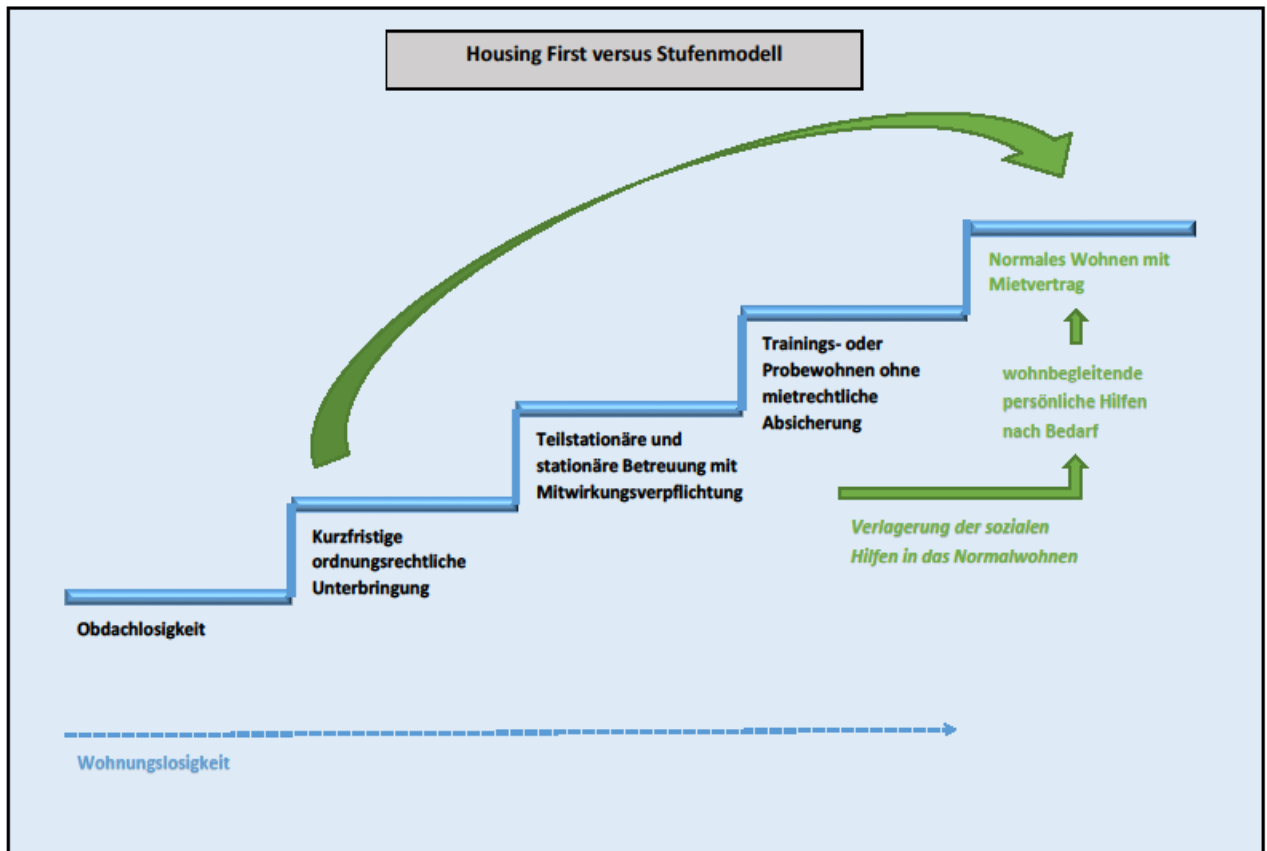 Housing First versus Stufenmodell
Normales Wohnen mit
Mietvertrag
wohnbegleitende
persönliche Hilfen
nach Bedarf
Verlagerung der sozialen
Hilfen in das Normalwohnen
Trainings- oder
Probewohnen ohne
mietrechtliche
Absicherung
Teilstationäre und
stationäre Betreuung mit
Mitwirkungsverpflichtung
Kurzfristige
ordnungsrechtliche
Unterbringung
Obdachlosigkeit
Wohnungslosigkeit